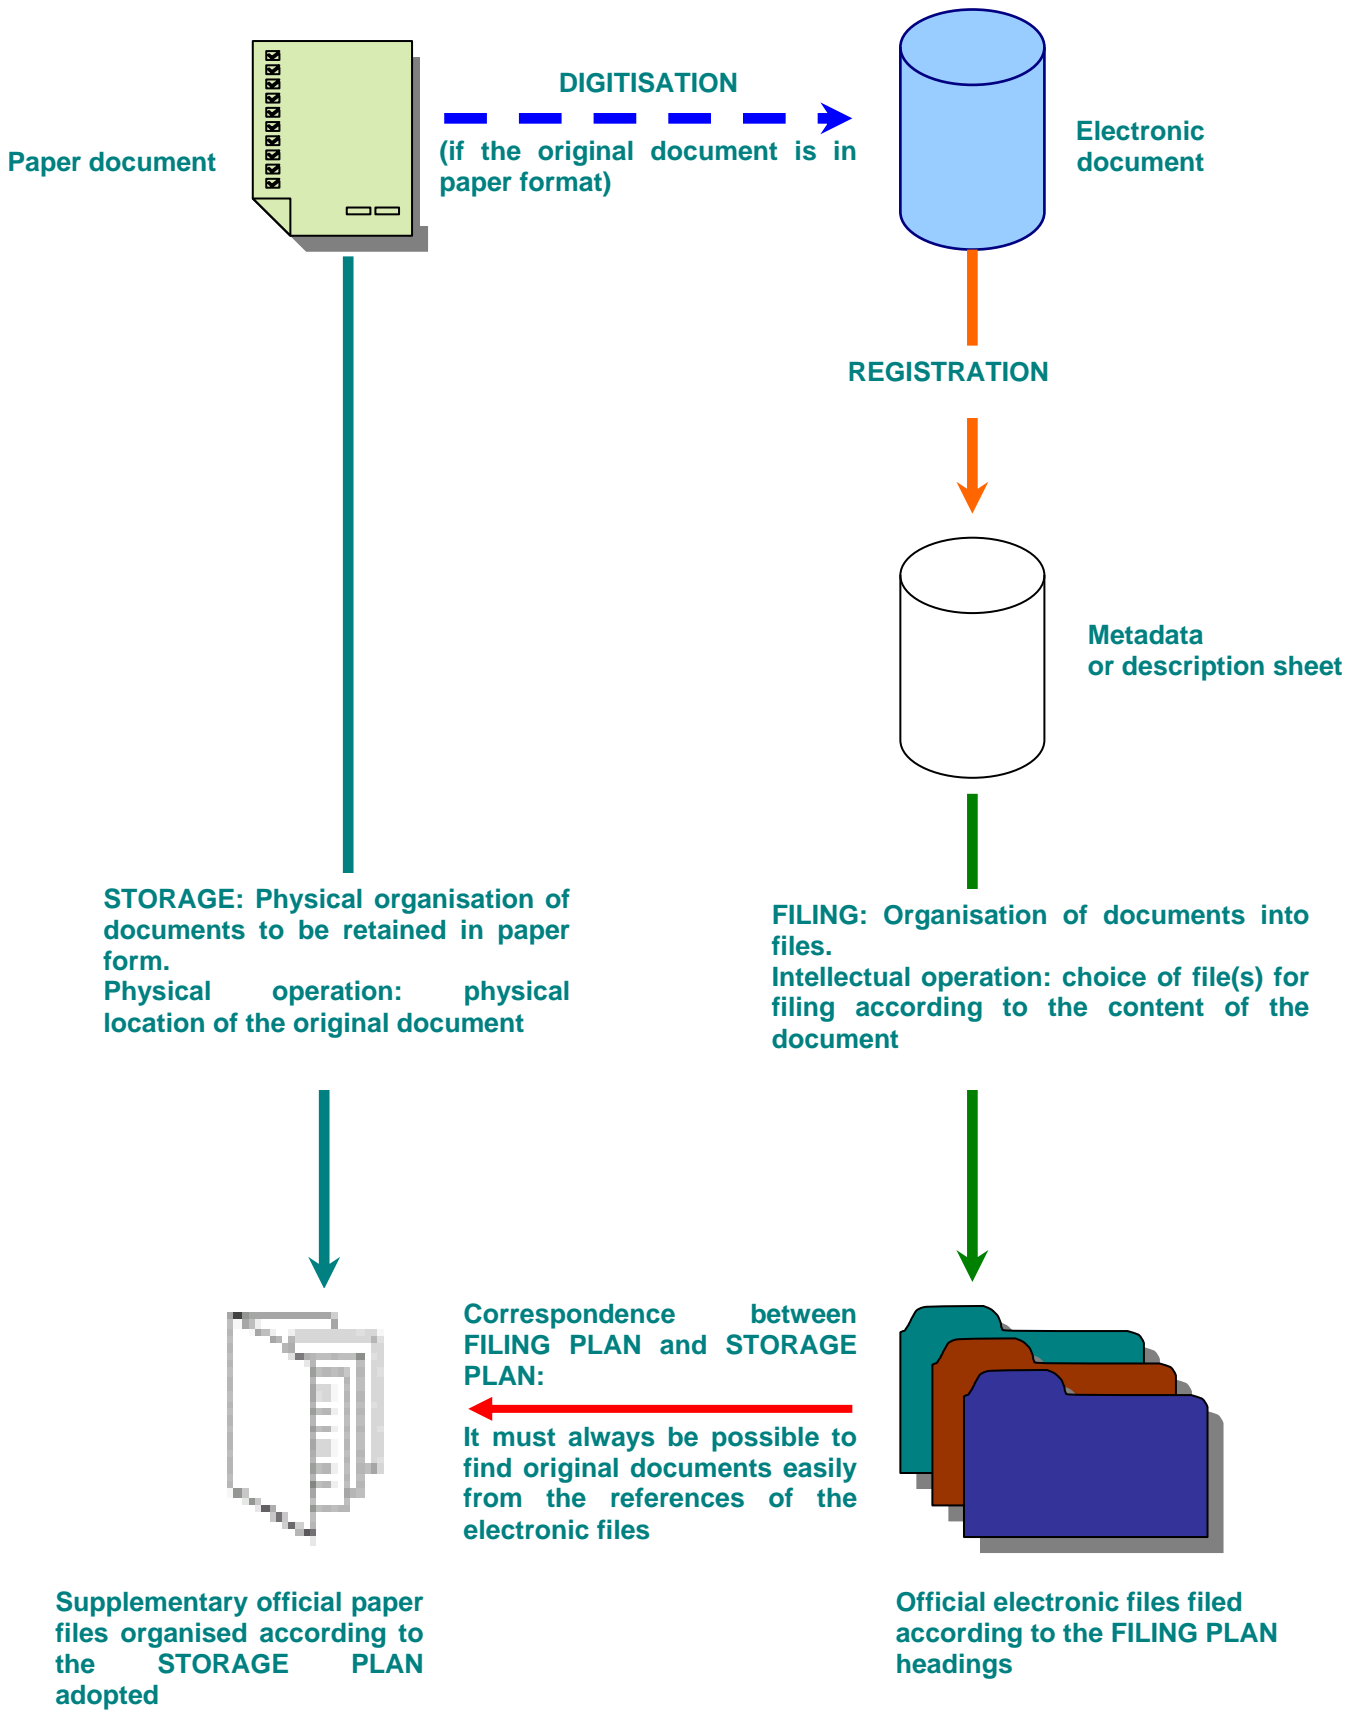 DIGITISATION
(if the original document is in
paper format)
Paper document
Electronic
document
REGISTRATION
Metadata
or description sheet
STORAGE: Physical organisation of
documents to be retained in paper
form.
Physical operation: physical
location of the original document
FILING: Organisation of documents into
files.
Intellectual operation: choice of file(s) for
filing according to the content of the
document
Correspondence between
FILING PLAN and STORAGE
PLAN:
It must always be possible to
find original documents easily
from the references of the
electronic files
Supplementary official paper
files organised according to
the STORAGE PLAN
adopted
Official electronic files filed
according to the FILING PLAN
headings